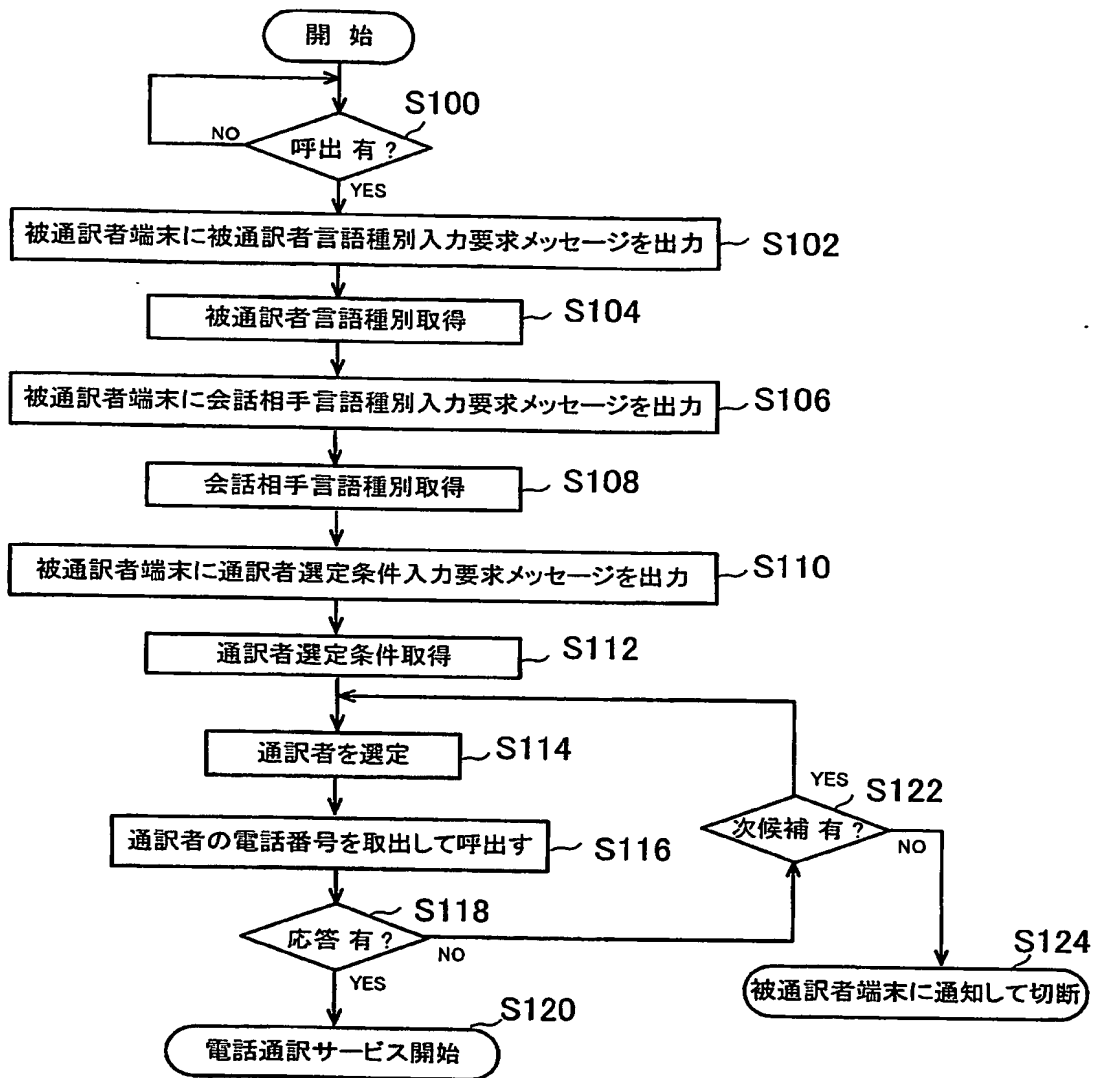 開 始
S100
NO
呼出 有?
YES
被通訳者端末に被通訳者言語種別入力要求メッセージを出力
S102
被通訳者言語種別取得
S104
被通訳者端末に会話相手言語種別入力要求メッセージを出力
S106
会話相手言語種別取得
S108
被通訳者端末に通訳者選定条件入力要求メッセージを出力
S110
通訳者選定条件取得
S112
通訳者を選定
S114
YES
S122
次候補 有?
NO
通訳者の電話番号を取出して呼出す
S116
S118
応答 有?
NO
YES
S124
被通訳者端末に通知して切断
S120
電話通訳サービス開始